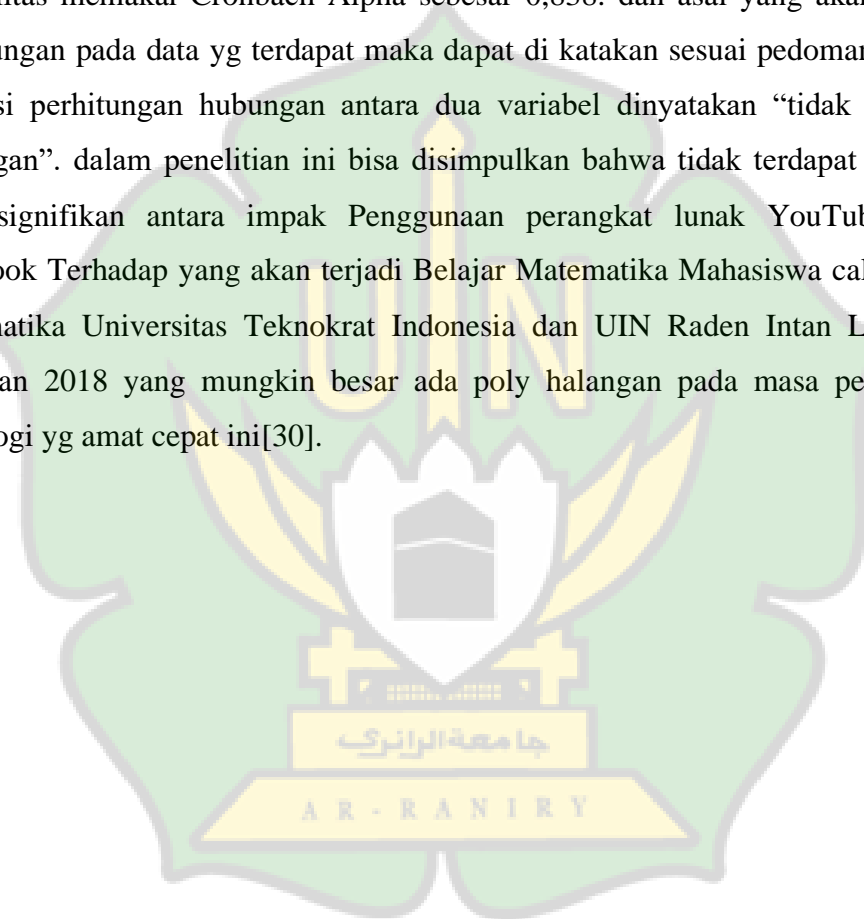 litas memakai Cronbach Alpha sebesar 0,838. dan asal yang akan
ungan pada data yg terdapat maka dapat di katakan sesuai pedoman
si perhitungan hubungan antara dua variabel dinyatakan “tidak
gan”. dalam penelitian ini bisa disimpulkan bahwa tidak terdapat
signifikan antara impak Penggunaan perangkat lunak YouTub
ook Terhadap yang akan terjadi Belajar Matematika Mahasiswa cal
natika Universitas Teknokrat Indonesia dan UIN Raden Intan L
an 2018 yang mungkin besar ada poly halangan pada masa pe
ogi yg amat cepat ini[30].
UIN
جامعة الرانري
AR-RANIRY